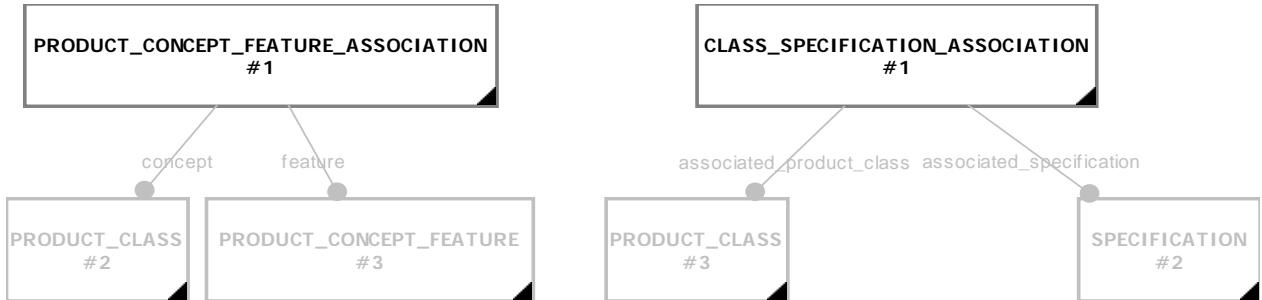 PRODUCT_CONCEPT_FEATURE_ASSOCIATION
#1
concept
feature
PRODUCT_CLASS
#2
PRODUCT_CONCEPT_FEATURE
#3
CLASS_SPECIFICATION_ASSOCIATION
#1
associated_product_class
associated_specification
PRODUCT_CLASS
#3
SPECIFICATION
#2